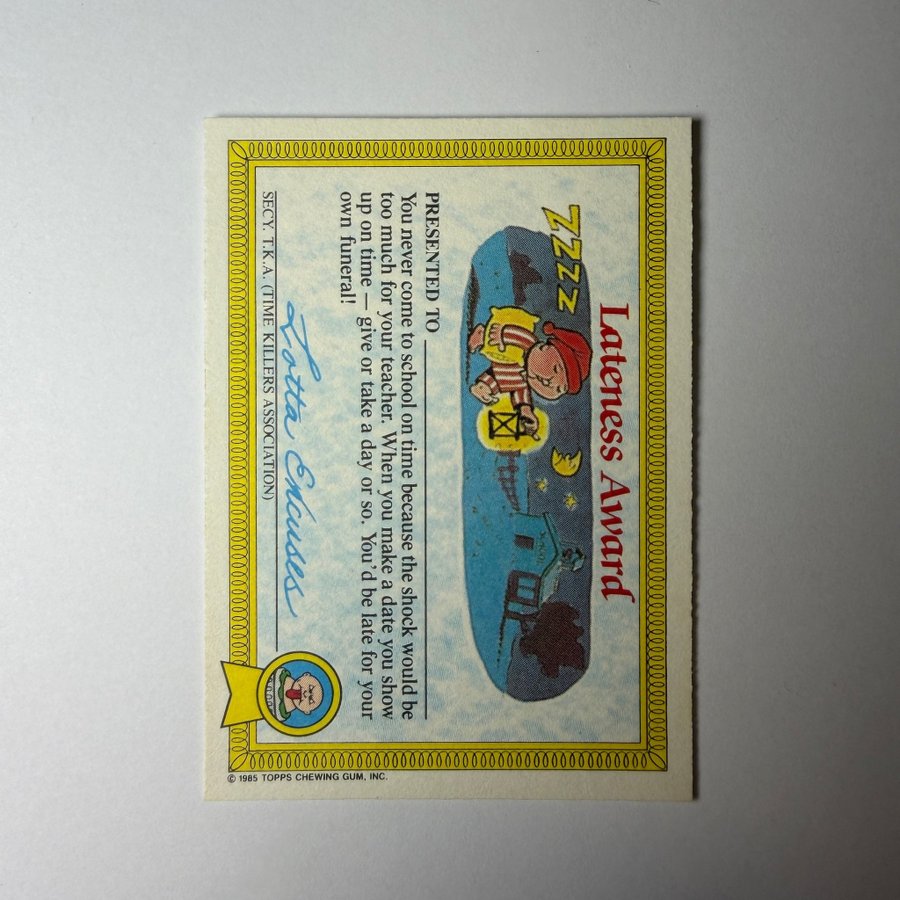 Lateness Award
ZZZZ
SCHOOL
PRESENTED TO
You never come to school on time because the shock would be
too much for your teacher. When you make a date you show
up on time — give or take a day or so. You'd be late for your
own funeral!
Lotta Excuses
SECY. T.K.A. (TIME KILLERS ASSOCIATION)
© 1985 TOPPS CHEWING GUM, INC.